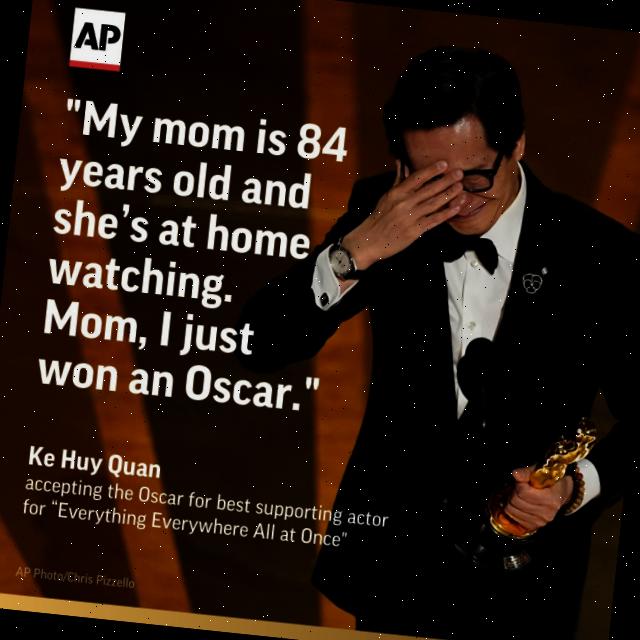 AP
"My mom is 84
years old and
she's at home
watching.
Mom, I just
won an Oscar."
Ke Huy Quan
accepting the Oscar for best supporting actor
for "Everything Everywhere All at Once"
AP Photo/Chris Pizzello